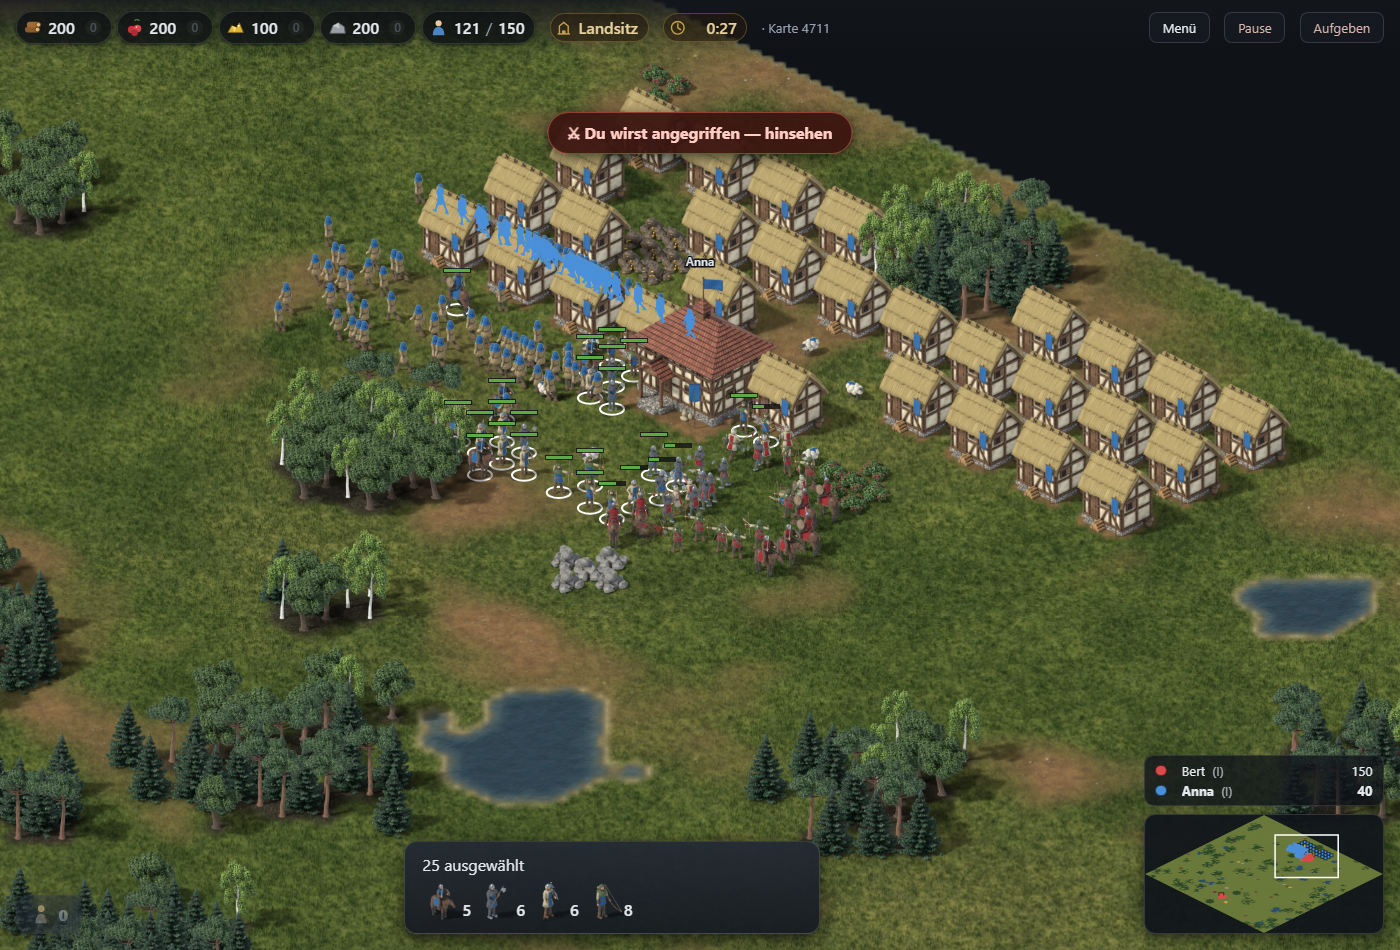 200 0 200 0 100 0 200 0 121 / 150 Landsitz 0:27 · Karte 4711 Menü Pause Aufgeben
Du wirst angegriffen — hinsehen
Anna
Bert (I) 150
Anna (I) 40
25 ausgewählt
5 6 6 8
0